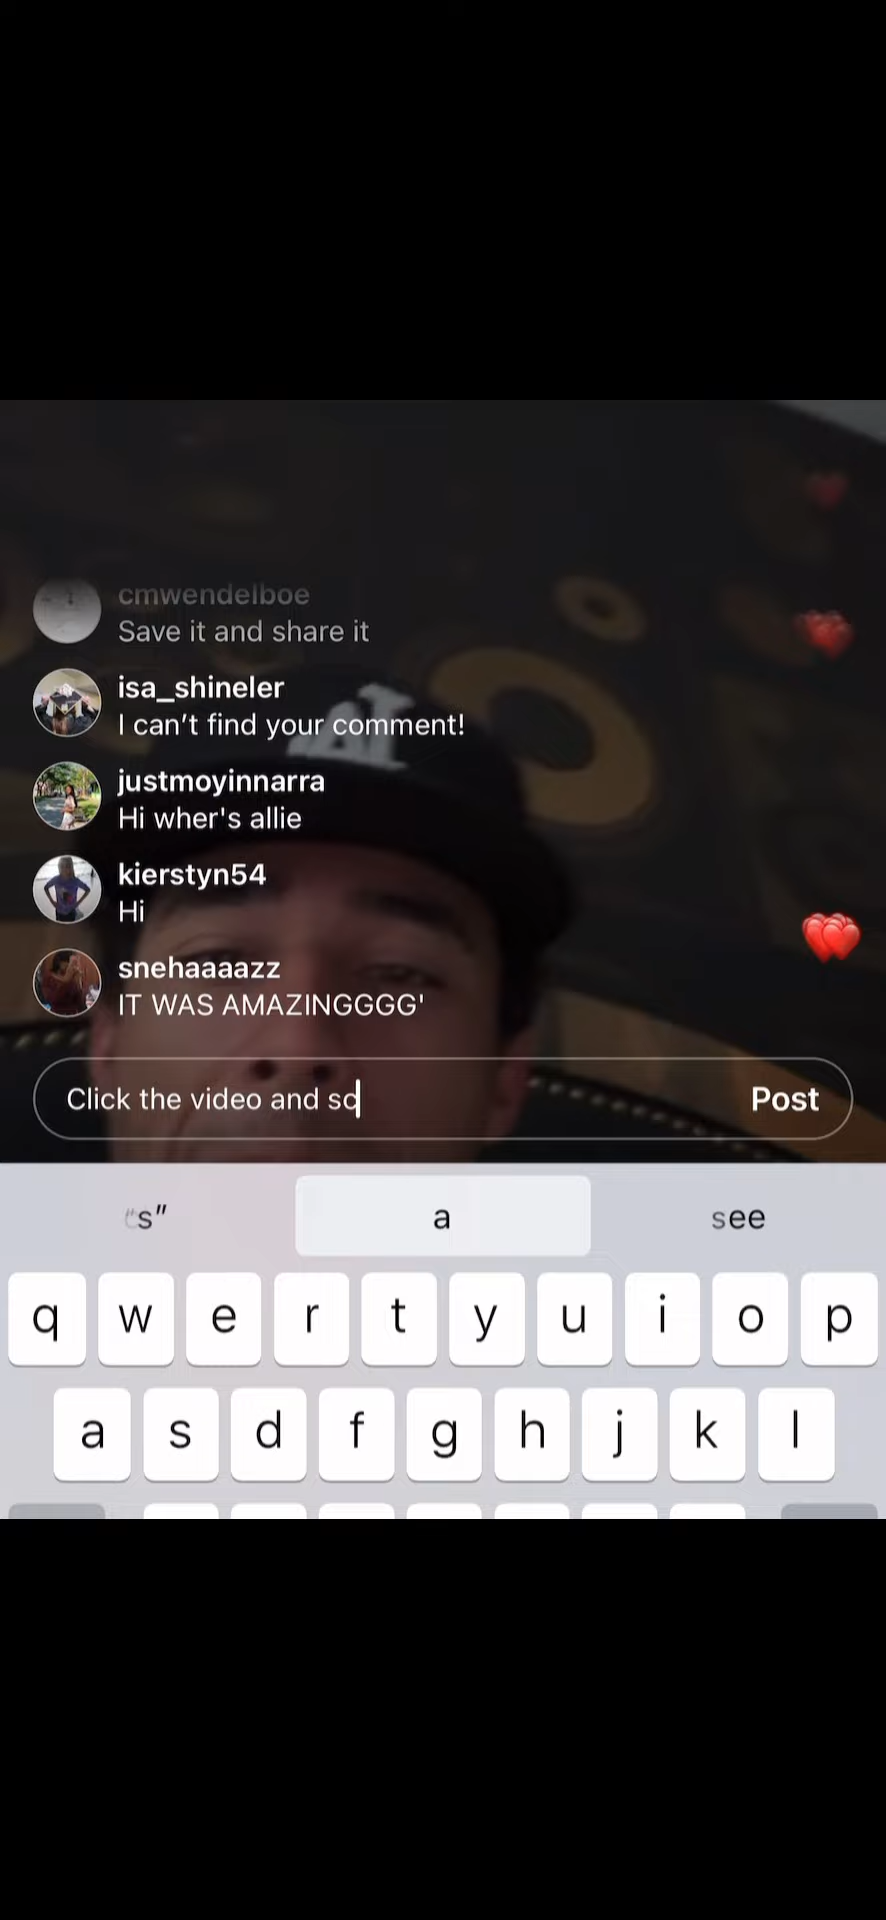 cmwendelboe
Save it and share it
isa_shineler
I can't find your comment!
justmoyinnarra
Hi wher's allie
kierstyn54
Hi
snehaaaazz
IT WAS AMAZINGGGG'
Click the video and sc
Post
"s" a see
q w e r t y u i o p
a s d f g h j k l